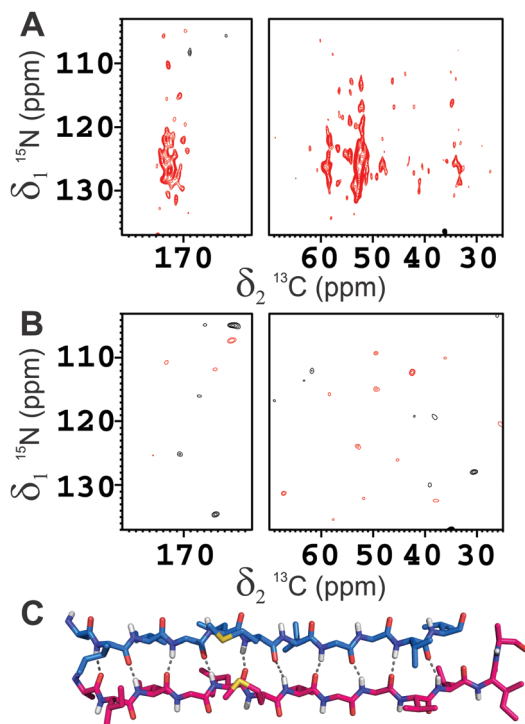 A
110
120
130
δ₁ ¹⁵N (ppm)
170
60 50 40 30
δ₂ ¹³C (ppm)
B
110
120
130
δ₁ ¹⁵N (ppm)
170
60 50 40 30
δ₂ ¹³C (ppm)
C